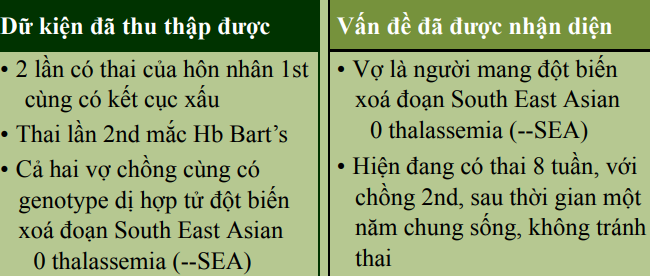 Dữ kiện đã thu thập được
• 2 lần có thai của hôn nhân 1st
cùng có kết cục xấu
• Thai lần 2nd mắc Hb Bart’s
• Cả hai vợ chồng cùng có
genotype dị hợp tử đột biến
xoá đoạn South East Asian
0 thalassemia (--SEA)
Vấn đề đã được nhận diện
• Vợ là người mang đột biến
xoá đoạn South East Asian
0 thalassemia (--SEA)
• Hiện đang có thai 8 tuần, với
chồng 2nd, sau thời gian một
năm chung sống, không tránh
thai